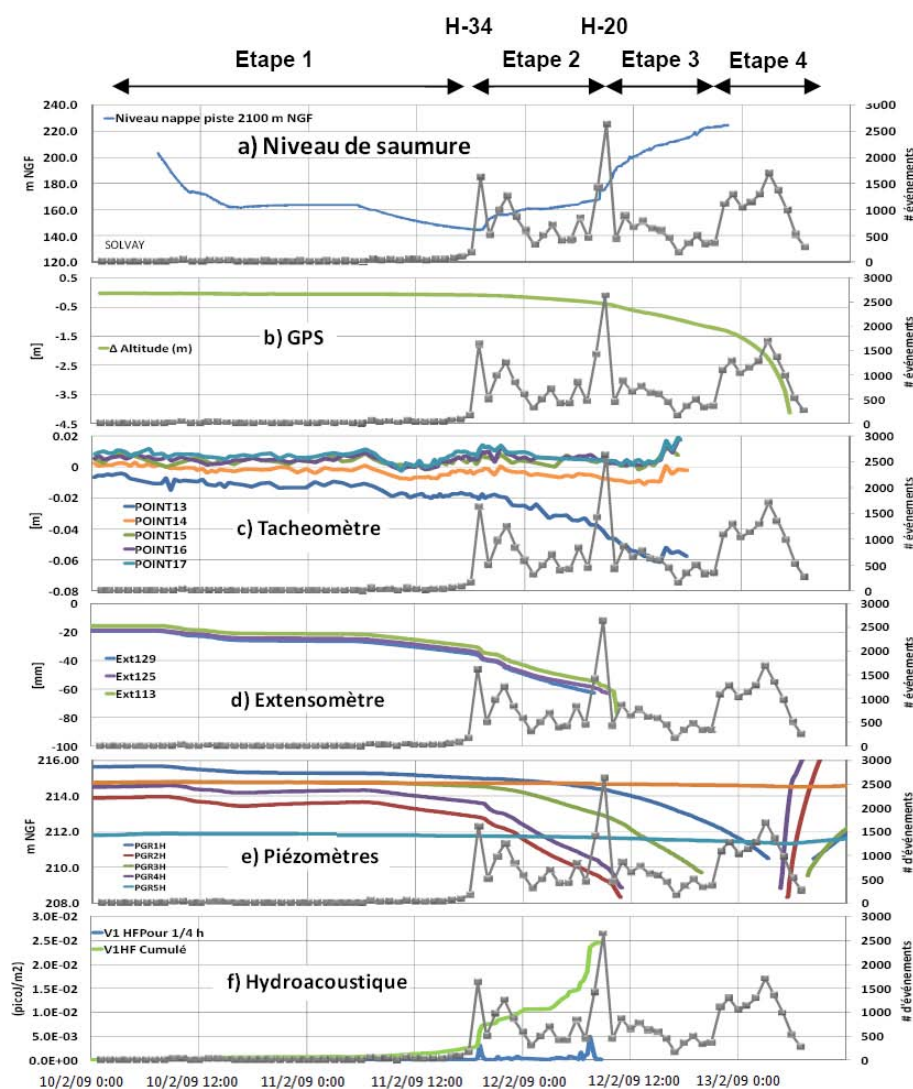 H-34 H-20
Etape 1 Etape 2 Etape 3 Etape 4
240.0
220.0
200.0
180.0
160.0
140.0
120.0
m NGF
Niveau nappe piste 2100 m NGF
a) Niveau de saumure
SOLVAY
3000
2500
2000
1500
1000
500
0
# événements
0.5
-0.5
-1.5
-2.5
-3.5
-4.5
[m]
b) GPS
Δ Altitude (m)
3000
2500
2000
1500
1000
500
0
# événements
0.02
0
-0.02
-0.04
-0.06
-0.08
[m]
POINT13
POINT14
POINT15
POINT16
POINT17
c) Tacheomètre
3000
2500
2000
1500
1000
500
0
# événements
0
-20
-40
-60
-80
-100
[mm]
Ext129
Ext125
Ext113
d) Extensomètre
3000
2500
2000
1500
1000
500
0
# événements
216.00
214.0
212.0
210.0
208.0
m NGF
PGR1H
PGR2H
PGR3H
PGR4H
PGR5H
e) Piézomètres
3000
2500
2000
1500
1000
500
0
# d'événements
3.0E-02
2.5E-02
2.0E-02
1.5E-02
1.0E-02
5.0E-03
0.0E+00
(picoJ/m2)
V1 HFPour 1/4 h
V1HF Cumulé
f) Hydroacoustique
3000
2500
2000
1500
1000
500
0
# d'événements
10/2/09 0:00 10/2/09 12:00 11/2/09 0:00 11/2/09 12:00 12/2/09 0:00 12/2/09 12:00 13/2/09 0:00